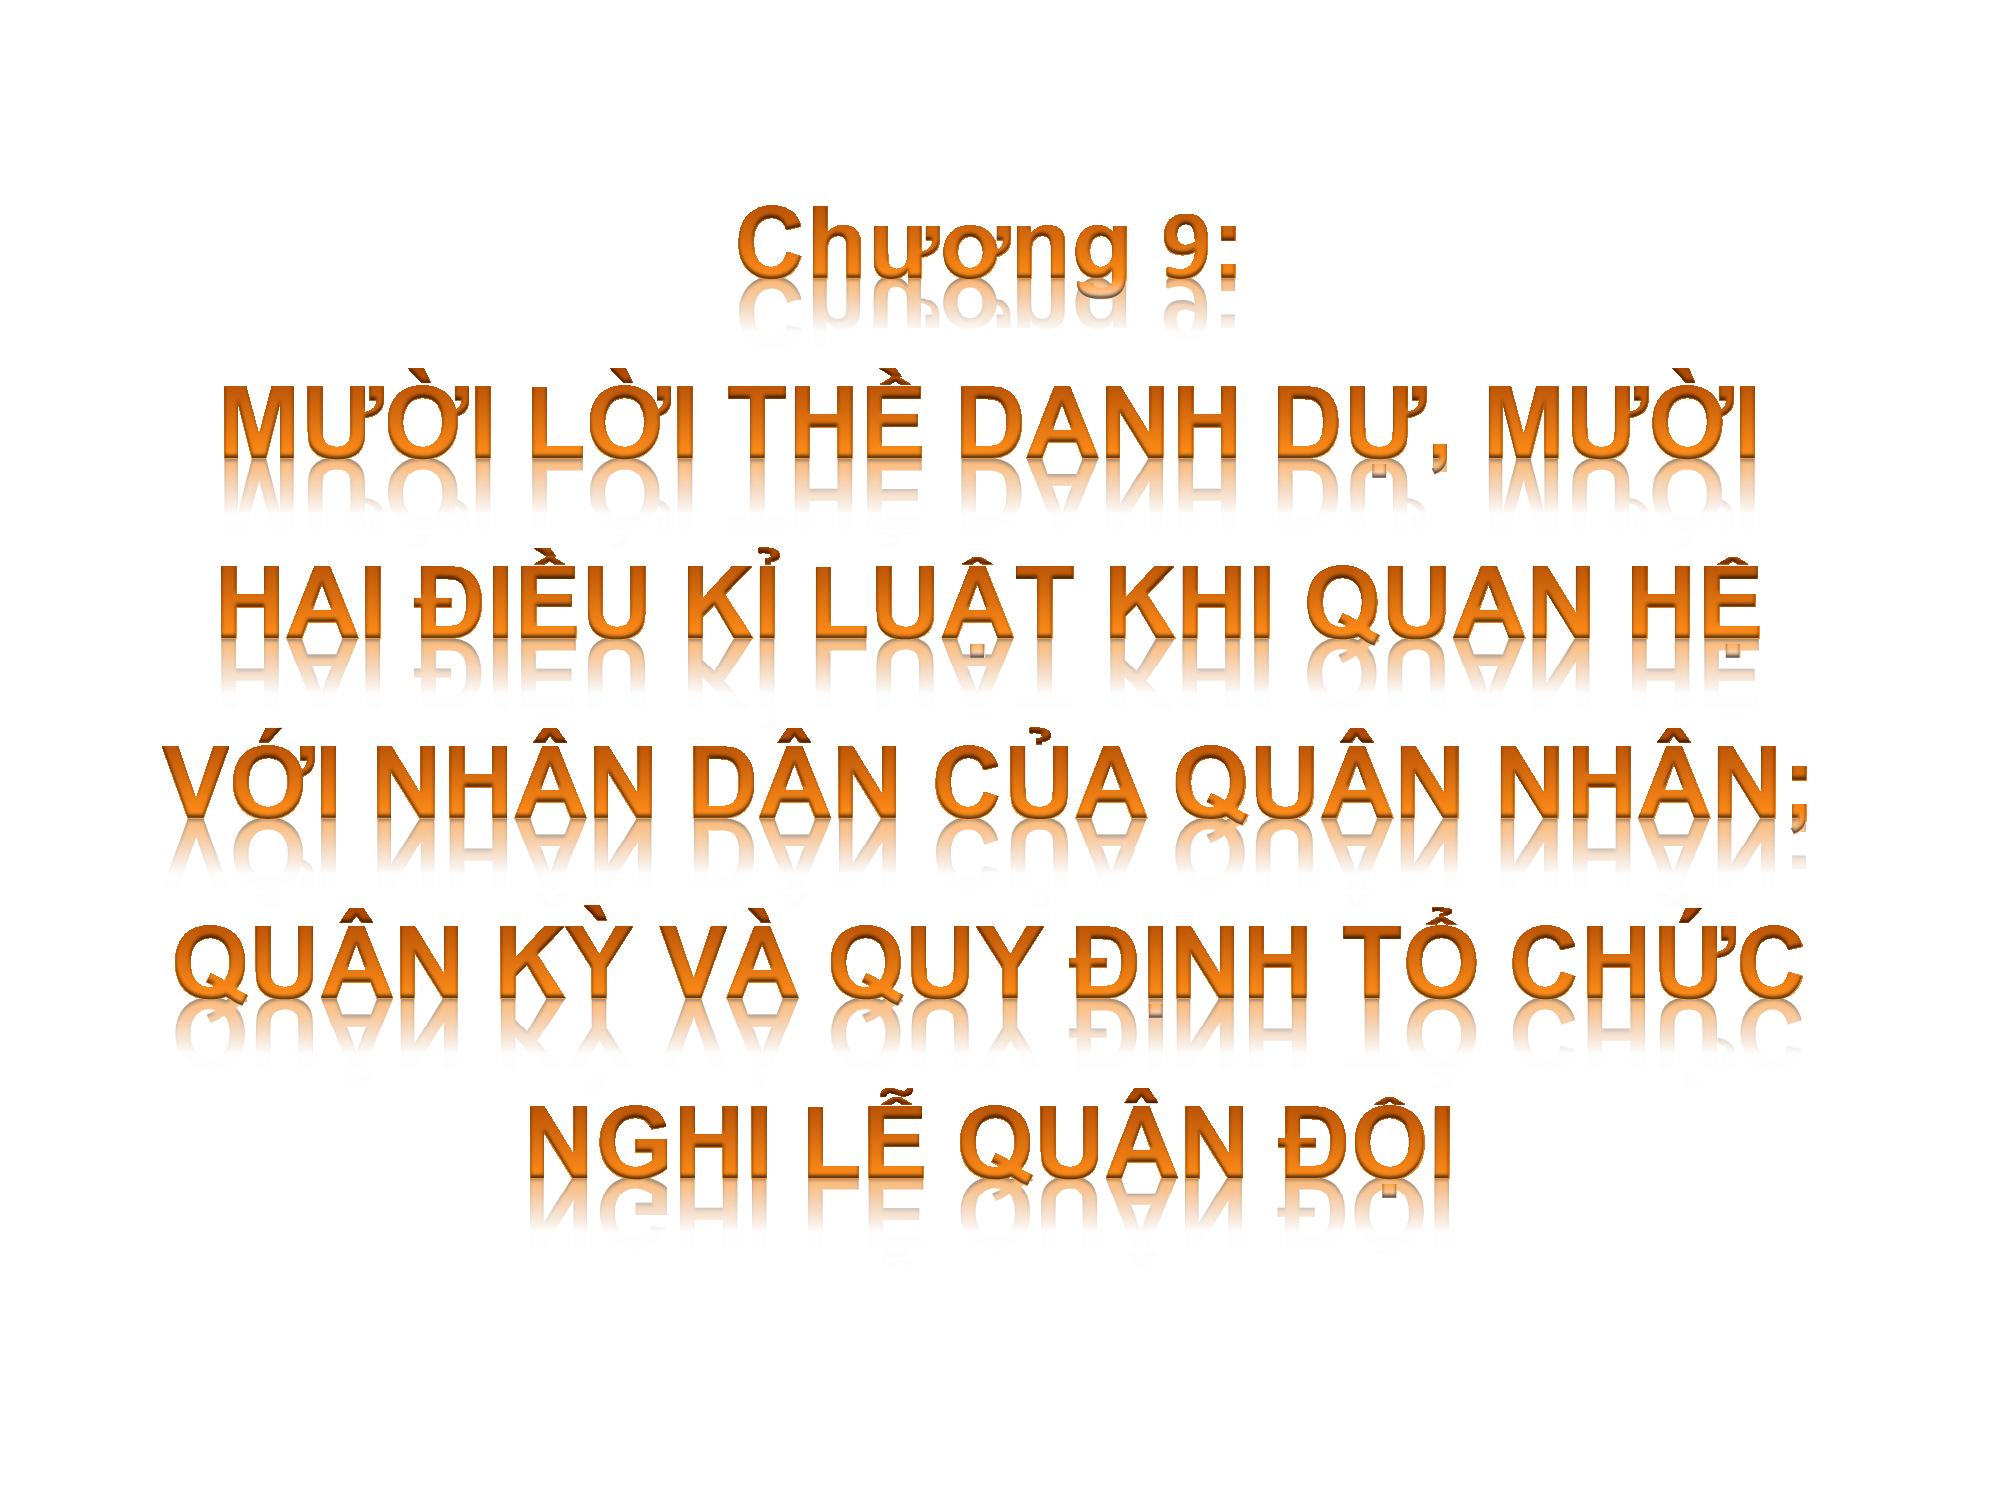 Chương 9:
MƯỜI LỜI THỀ DANH DỰ, MƯỜI
HAI ĐIỀU KỈ LUẬT KHI QUAN HỆ
VỚI NHÂN DÂN CỦA QUÂN NHÂN;
QUÂN KỲ VÀ QUY ĐỊNH TỔ CHỨC
NGHI LỄ QUÂN ĐỘI